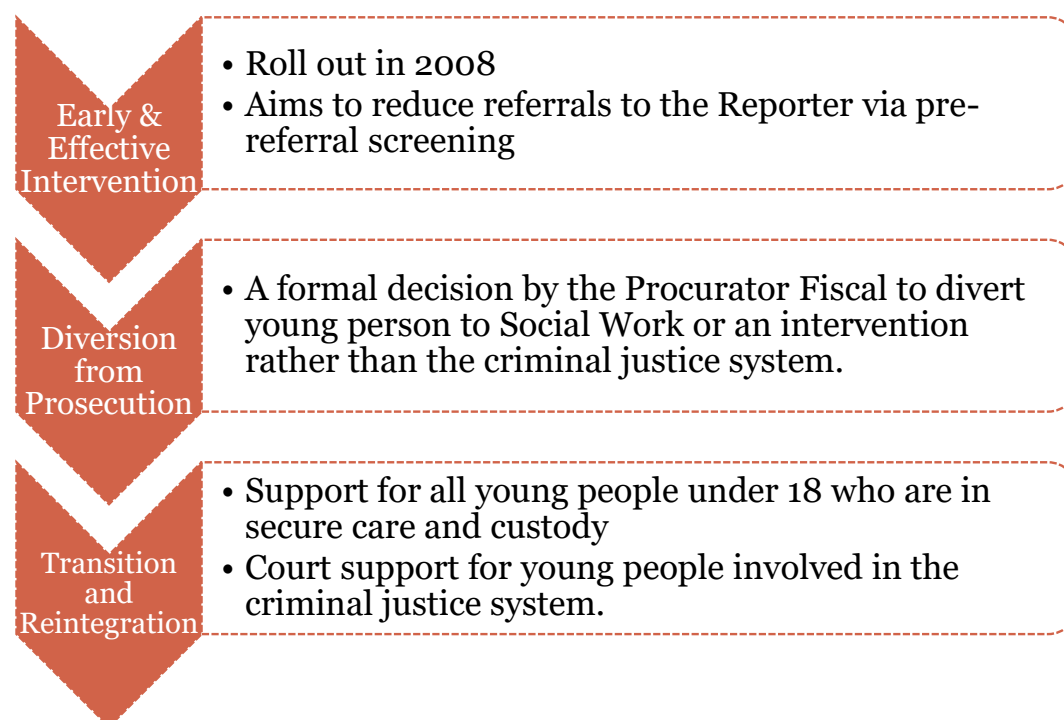 Early &
Effective
Intervention
• Roll out in 2008
• Aims to reduce referrals to the Reporter via pre-
referral screening
Diversion
from
Prosecution
• A formal decision by the Procurator Fiscal to divert
young person to Social Work or an intervention
rather than the criminal justice system.
Transition
and
Reintegration
• Support for all young people under 18 who are in
secure care and custody
• Court support for young people involved in the
criminal justice system.